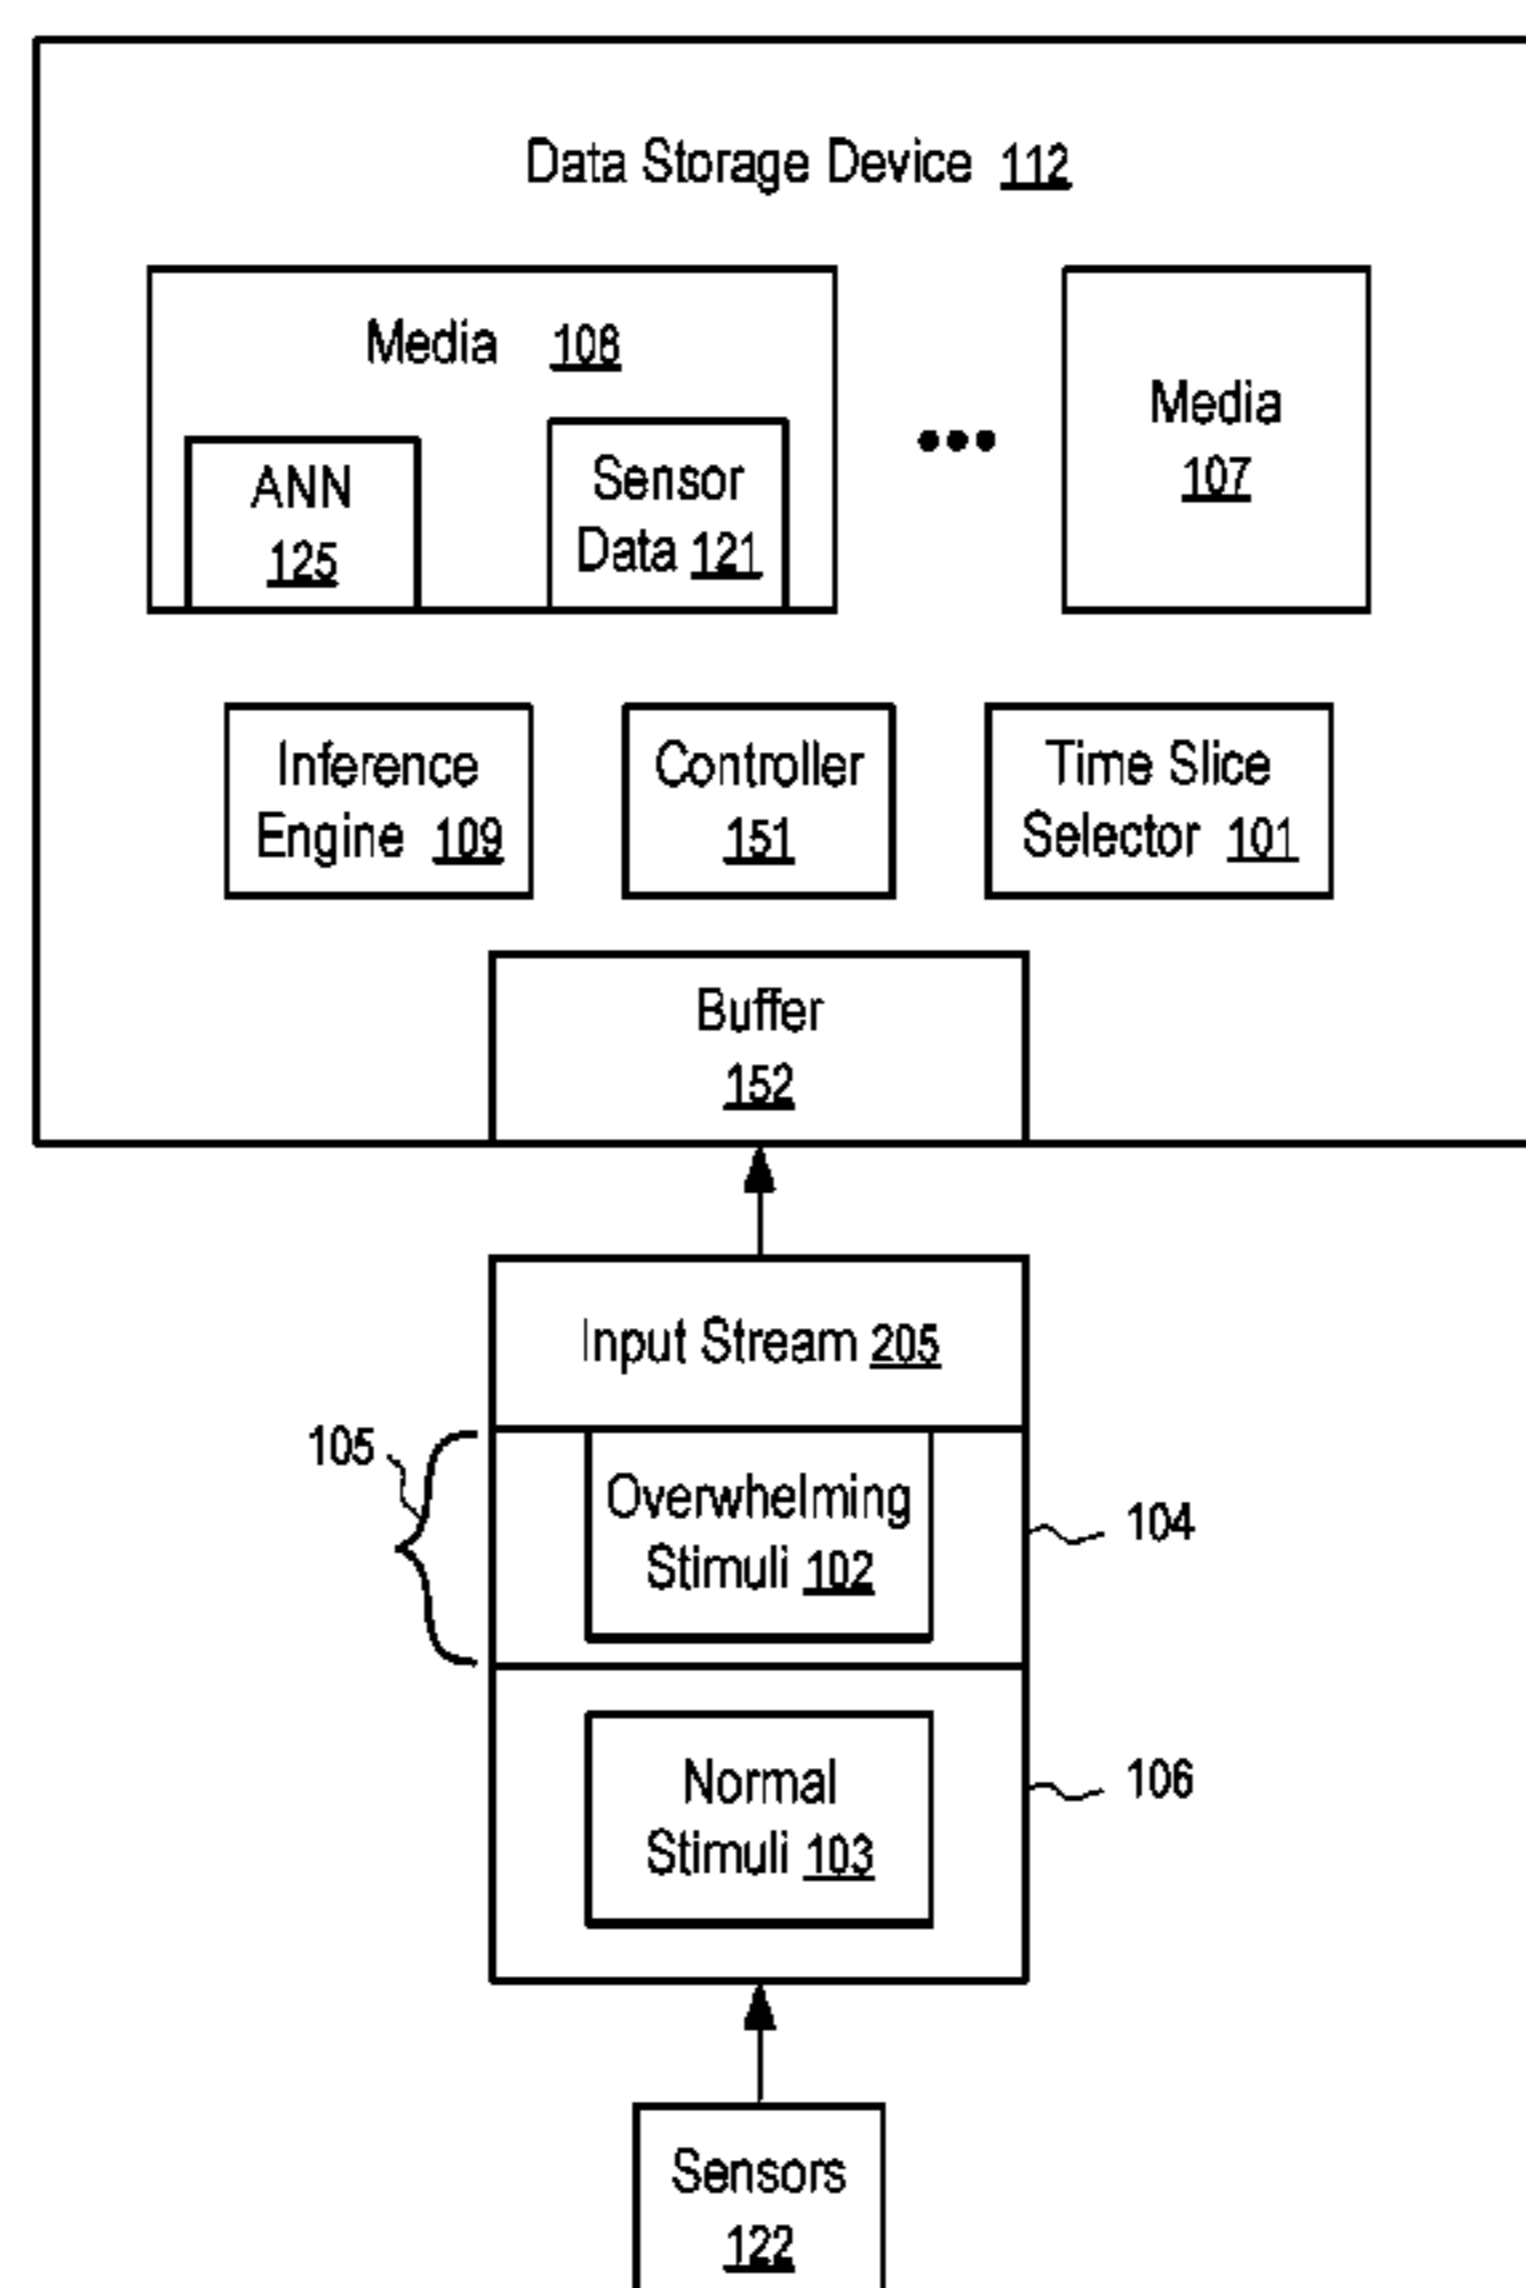 Data Storage Device 112
Media 108
Media
107
ANN
125
Sensor
Data 121
Inference
Engine 109
Controller
151
Time Slice
Selector 101
Buffer
152
Input Stream 205
105
Overwhelming
Stimuli 102
104
Normal
Stimuli 103
106
Sensors
122